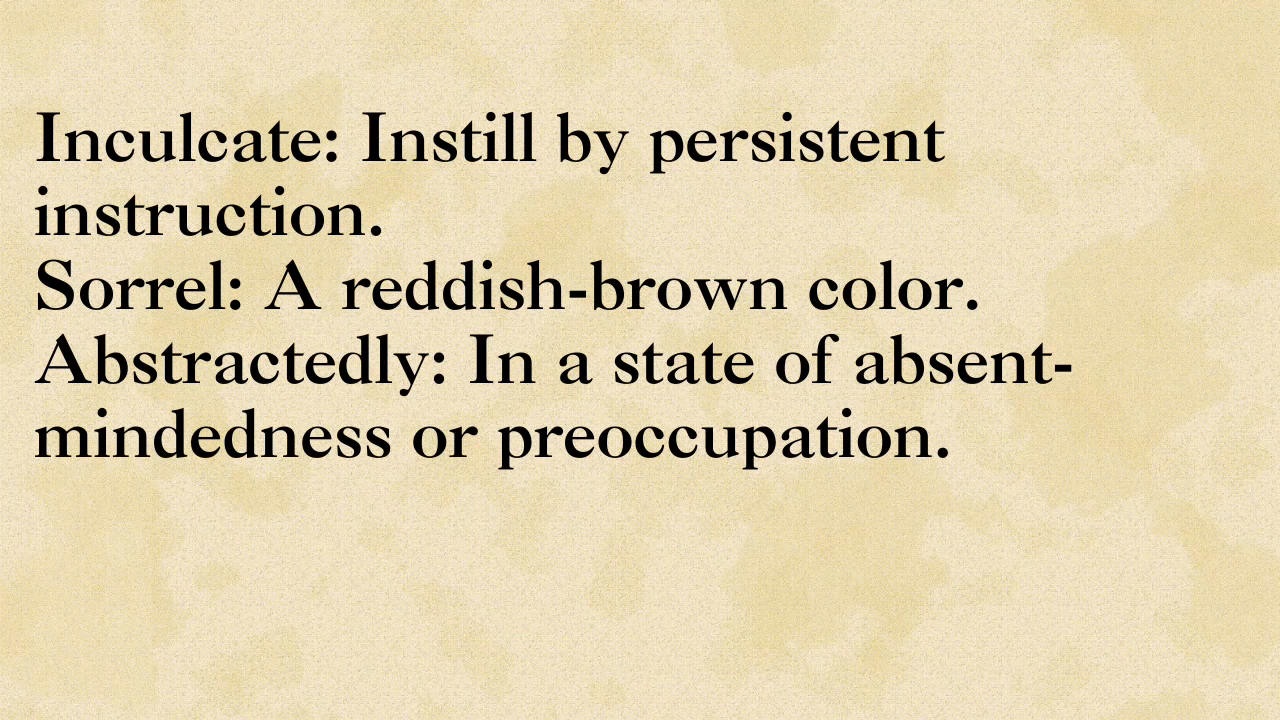 Inculcate: Instill by persistent
instruction.
Sorrel: A reddish-brown color.
Abstractedly: In a state of absent-
mindedness or preoccupation.